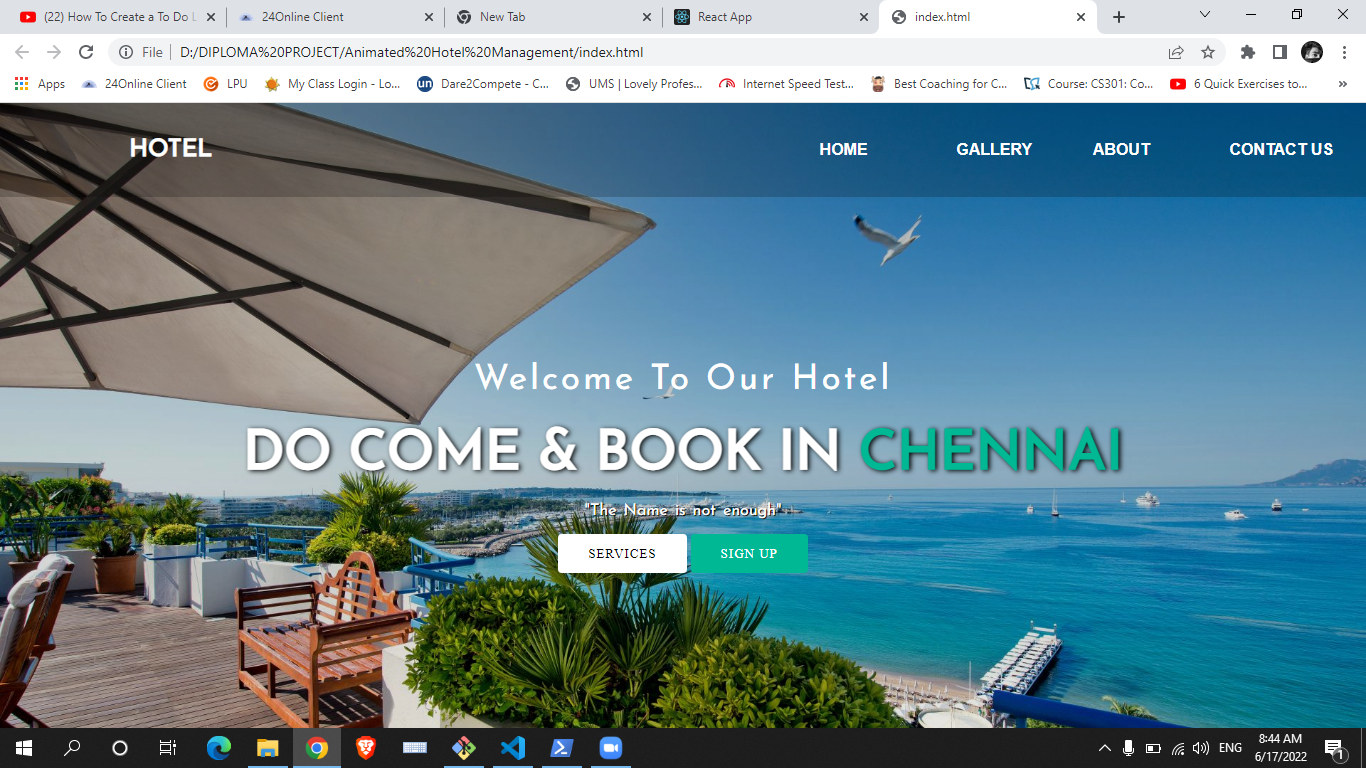 (22) How To Create a To Do L
24Online Client
New Tab
React App
index.html
File
D:/DIPLOMA%20PROJECT/Animated%20Hotel%20Management/index.html
Apps
24Online Client
LPU
My Class Login - Lo...
un
Dare2Compete - C...
UMS | Lovely Profes...
Internet Speed Test...
Best Coaching for C...
Course: CS301: Co...
6 Quick Exercises to...
HOTEL
HOME
GALLERY
ABOUT
CONTACT US
Welcome To Our Hotel
DO COME & BOOK IN CHENNAI
"The Name is not enough"
SERVICES
SIGN UP
ENG
8:44 AM
6/17/2022
1